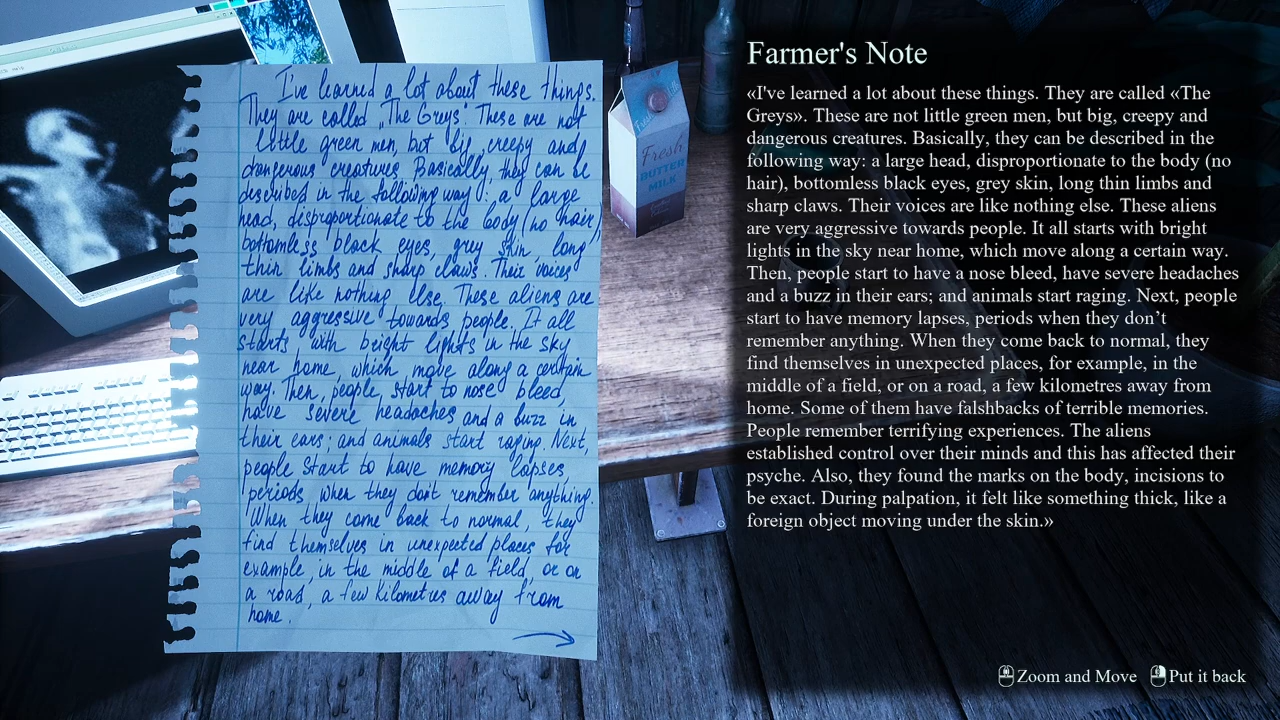 I've learned a lot about these things.
They are called „The Greys". These are not
little green men, but big, creepy and
dangerous creatures. Basically, they can be
described in the following way: a large
head, disproportionate to the body (no hair),
bottomless black eyes, grey skin, long
thin limbs and sharp claws. Their voices
are like nothing else. These aliens are
very aggressive towards people. It all
starts with bright lights in the sky
near home, which move along a certain
way. Then, people start to nose bleed,
have severe headaches and a buzz in
their ears; and animals start raging. Next,
people start to have memory lapses,
periods when they don't remember anything.
When they come back to normal, they
find themselves in unexpected places for
example, in the middle of a field, or on
a road, a few kilometres away from
home.
Fresh
BUTTER
MILK
Farmer's Note
«I've learned a lot about these things. They are called «The
Greys». These are not little green men, but big, creepy and
dangerous creatures. Basically, they can be described in the
following way: a large head, disproportionate to the body (no
hair), bottomless black eyes, grey skin, long thin limbs and
sharp claws. Their voices are like nothing else. These aliens
are very aggressive towards people. It all starts with bright
lights in the sky near home, which move along a certain way.
Then, people start to have a nose bleed, have severe headaches
and a buzz in their ears; and animals start raging. Next, people
start to have memory lapses, periods when they don’t
remember anything. When they come back to normal, they
find themselves in unexpected places, for example, in the
middle of a field, or on a road, a few kilometres away from
home. Some of them have falshbacks of terrible memories.
People remember terrifying experiences. The aliens
established control over their minds and this has affected their
psyche. Also, they found the marks on the body, incisions to
be exact. During palpation, it felt like something thick, like a
foreign object moving under the skin.»
Zoom and Move
Put it back